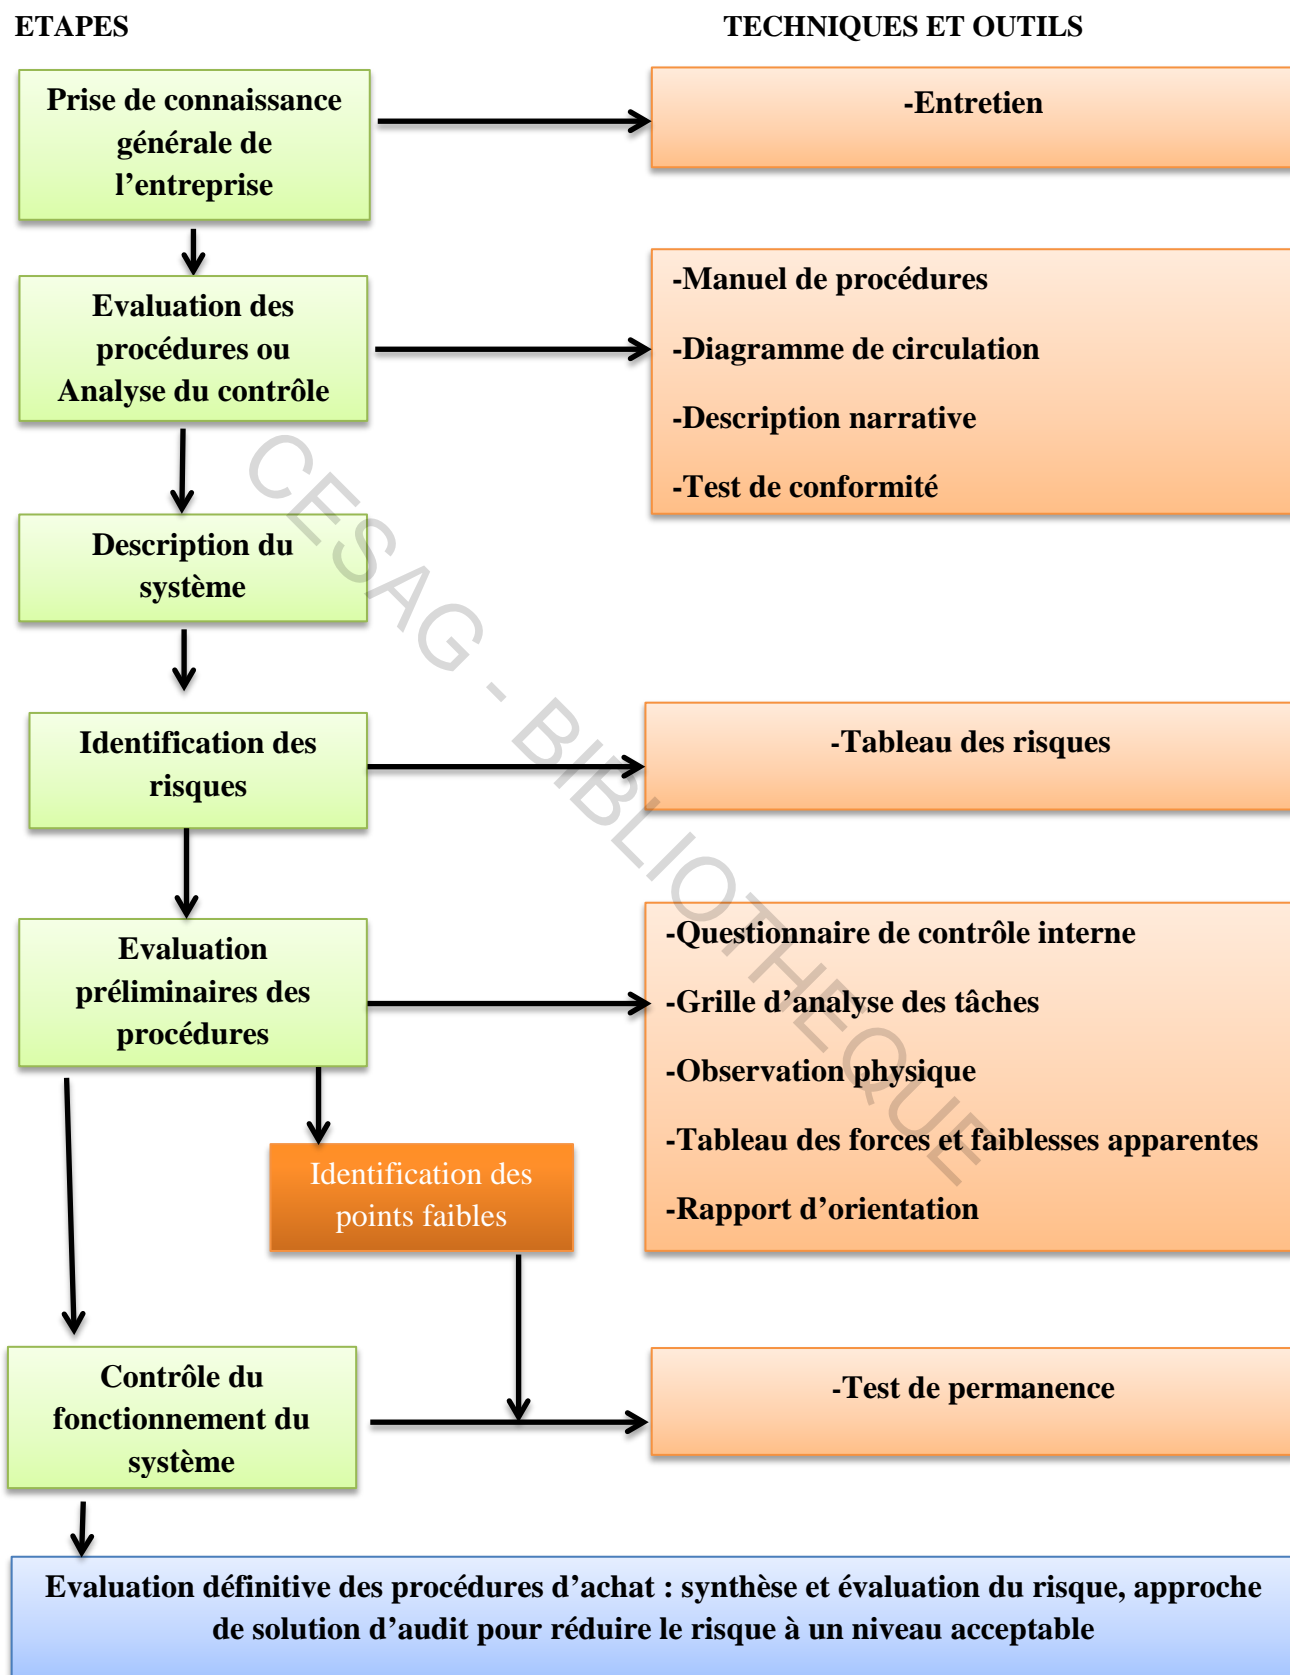 ETAPES
TECHNIQUES ET OUTILS
Prise de connaissance
générale de
l’entreprise
-Entretien
Evaluation des
procédures ou
Analyse du contrôle
-Manuel de procédures
-Diagramme de circulation
-Description narrative
-Test de conformité
Description du
système
Identification des
risques
-Tableau des risques
Evaluation
préliminaires des
procédures
-Questionnaire de contrôle interne
-Grille d’analyse des tâches
-Observation physique
-Tableau des forces et faiblesses apparentes
-Rapport d’orientation
Identification des
points faibles
Contrôle du
fonctionnement du
système
-Test de permanence
Evaluation définitive des procédures d’achat : synthèse et évaluation du risque, approche
de solution d’audit pour réduire le risque à un niveau acceptable
CESAG - BIBLIOTHEQUE